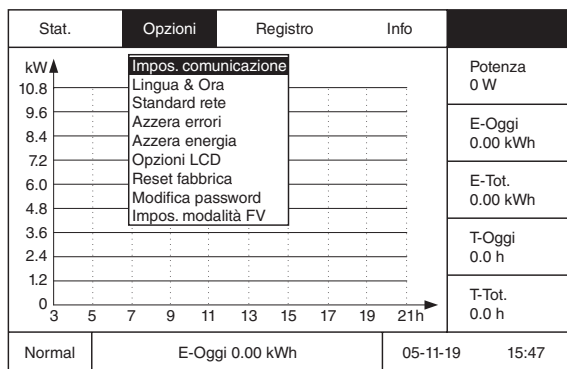 Stat. Opzioni Registro Info
kW
10.8
9.6
8.4
7.2
6.0
4.8
3.6
2.4
1.2
0
3 5 7 9 11 13 15 17 19 21h
Impos. comunicazione
Lingua & Ora
Standard rete
Azzera errori
Azzera energia
Opzioni LCD
Reset fabbrica
Modifica password
Impos. modalità FV
Potenza
0 W
E-Oggi
0.00 kWh
E-Tot.
0.00 kWh
T-Oggi
0.0 h
T-Tot.
0.0 h
Normal E-Oggi 0.00 kWh 05-11-19 15:47